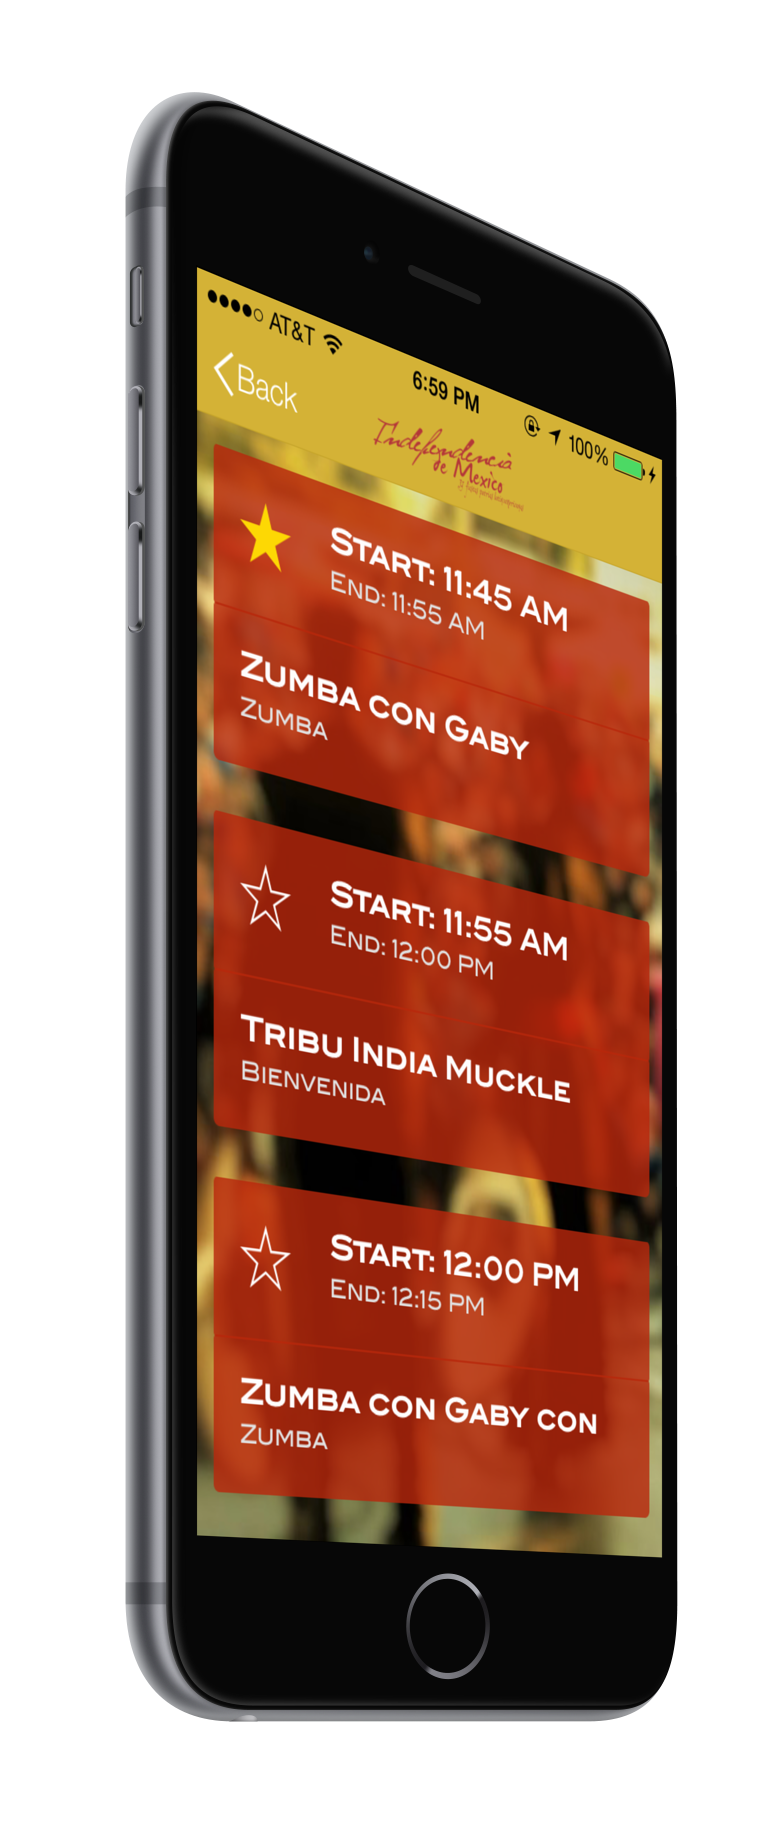 AT&T 6:59 PM 100%
Back
Independencia
de Mexico
START: 11:45 AM
END: 11:55 AM
ZUMBA CON GABY
ZUMBA
START: 11:55 AM
END: 12:00 PM
TRIBU INDIA MUCKLE
BIENVENIDA
START: 12:00 PM
END: 12:15 PM
ZUMBA CON GABY CON
ZUMBA